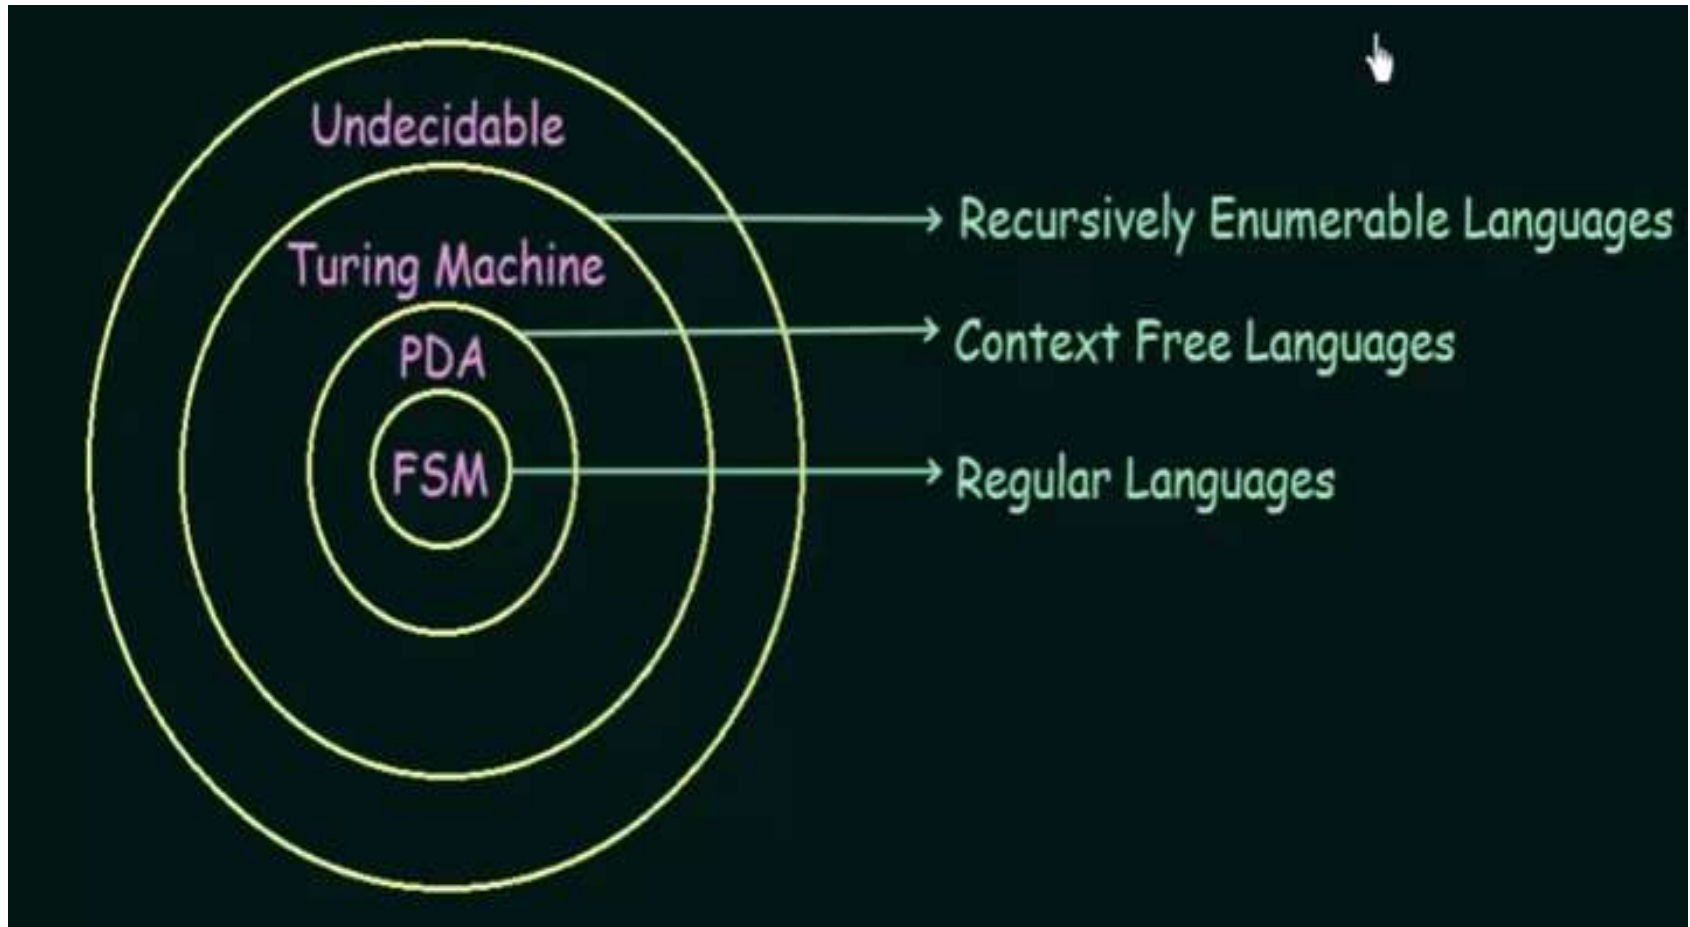 Undecidable
Recursively Enumerable Languages
Turing Machine
Context Free Languages
PDA
Regular Languages
FSM